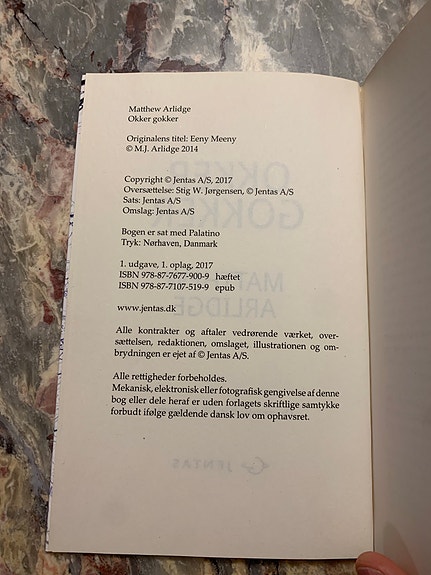 Matthew Arlidge
Okker gokker
Originalens titel: Eeny Meeny
© M.J. Arlidge 2014
Copyright © Jentas A/S, 2017
Oversættelse: Stig W. Jørgensen, © Jentas A/S
Sats: Jentas A/S
Omslag: Jentas A/S
Bogen er sat med Palatino
Tryk: Nørhaven, Danmark
1. udgave, 1. oplag, 2017
ISBN 978-87-7677-900-9 hæftet
ISBN 978-87-7107-519-9 epub
www.jentas.dk
Alle kontrakter og aftaler vedrørende værket, over-
sættelsen, redaktionen, omslaget, illustrationen og om-
brydningen er ejet af © Jentas A/S.
Alle rettigheder forbeholdes.
Mekanisk, elektronisk eller fotografisk gengivelse af denne
bog eller dele heraf er uden forlagets skriftlige samtykke
forbudt ifølge gældende dansk lov om ophavsret.